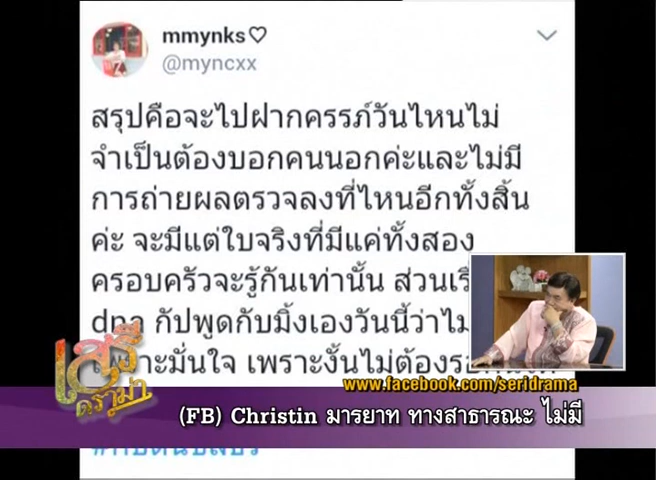 mmynks♡
@myncxx
สรุปคือจะไปฝากครรภ์วันไหนไม่
จำเป็นต้องบอกคนนอกค่ะและไม่มี
การถ่ายผลตรวจลงที่ไหนอีกทั้งสิ้น
ค่ะ จะมีแต่ใบจริงที่มีแค่ทั้งสอง
ครอบครัวจะรู้กันเท่านั้น ส่วน
dna กัปพูดกับมิ้งเองวันนี้ว่า
เพราะมั่นใจ เพราะงั้นไม่ต้อง
เสรี
ดราม่า
www.facebook.com/seridrama
(FB) Christin มารยาท ทางสาธารณะ ไม่มี